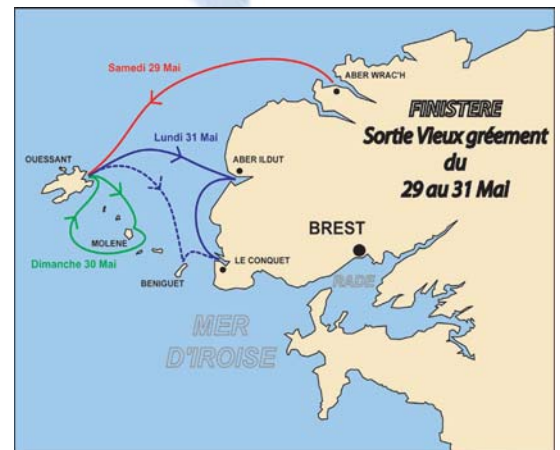 Samedi 29 Mai
ABER WRAC'H
FINISTERE
Sortie Vieux gréement
du
29 au 31 Mai
Lundi 31 Mai
OUESSANT
ABER ILDUT
BREST
MOLENE
Dimanche 30 Mai
LE CONQUET
BENIGUET
RADE
MER
D'IROISE